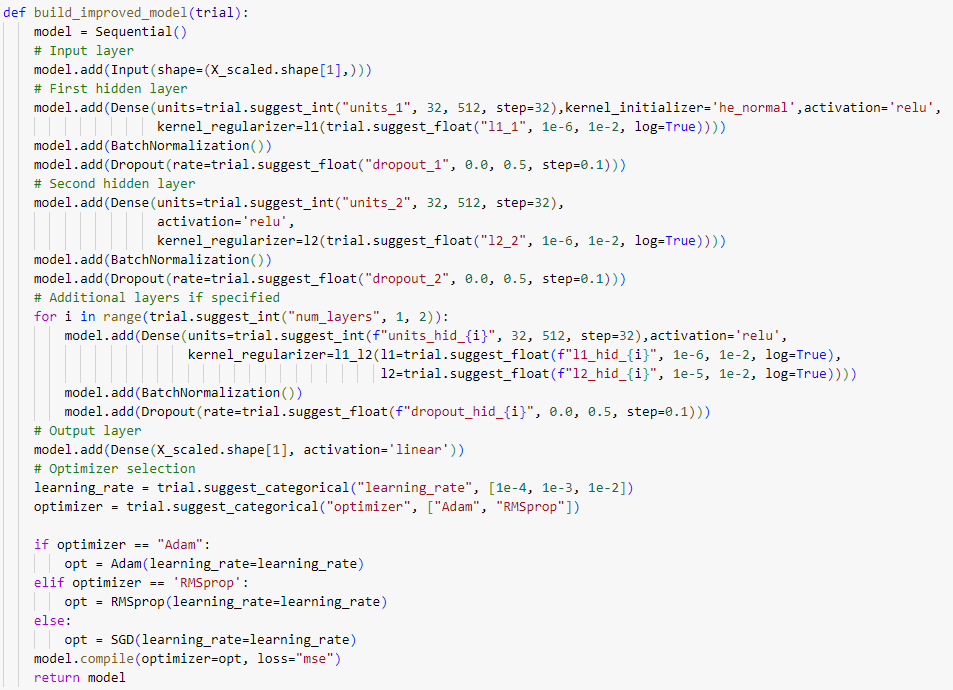 def build_improved_model(trial):
    model = Sequential()
    # Input layer
    model.add(Input(shape=(X_scaled.shape[1],)))
    # First hidden layer
    model.add(Dense(units=trial.suggest_int("units_1", 32, 512, step=32),kernel_initializer='he_normal',activation='relu',
                    kernel_regularizer=l1(trial.suggest_float("l1_1", 1e-6, 1e-2, log=True))))
    model.add(BatchNormalization())
    model.add(Dropout(rate=trial.suggest_float("dropout_1", 0.0, 0.5, step=0.1)))
    # Second hidden layer
    model.add(Dense(units=trial.suggest_int("units_2", 32, 512, step=32),
                    activation='relu',
                    kernel_regularizer=l2(trial.suggest_float("l2_2", 1e-6, 1e-2, log=True))))
    model.add(BatchNormalization())
    model.add(Dropout(rate=trial.suggest_float("dropout_2", 0.0, 0.5, step=0.1)))
    # Additional layers if specified
    for i in range(trial.suggest_int("num_layers", 1, 2)):
        model.add(Dense(units=trial.suggest_int(f"units_hid_{i}", 32, 512, step=32),activation='relu',
                        kernel_regularizer=l1_l2(l1=trial.suggest_float(f"l1_hid_{i}", 1e-6, 1e-2, log=True),
                                                 l2=trial.suggest_float(f"l2_hid_{i}", 1e-5, 1e-2, log=True))))
        model.add(BatchNormalization())
        model.add(Dropout(rate=trial.suggest_float(f"dropout_hid_{i}", 0.0, 0.5, step=0.1)))
    # Output layer
    model.add(Dense(X_scaled.shape[1], activation='linear'))
    # Optimizer selection
    learning_rate = trial.suggest_categorical("learning_rate", [1e-4, 1e-3, 1e-2])
    optimizer = trial.suggest_categorical("optimizer", ["Adam", "RMSprop"])

    if optimizer == "Adam":
        opt = Adam(learning_rate=learning_rate)
    elif optimizer == 'RMSprop':
        opt = RMSprop(learning_rate=learning_rate)
    else:
        opt = SGD(learning_rate=learning_rate)
    model.compile(optimizer=opt, loss="mse")
    return model